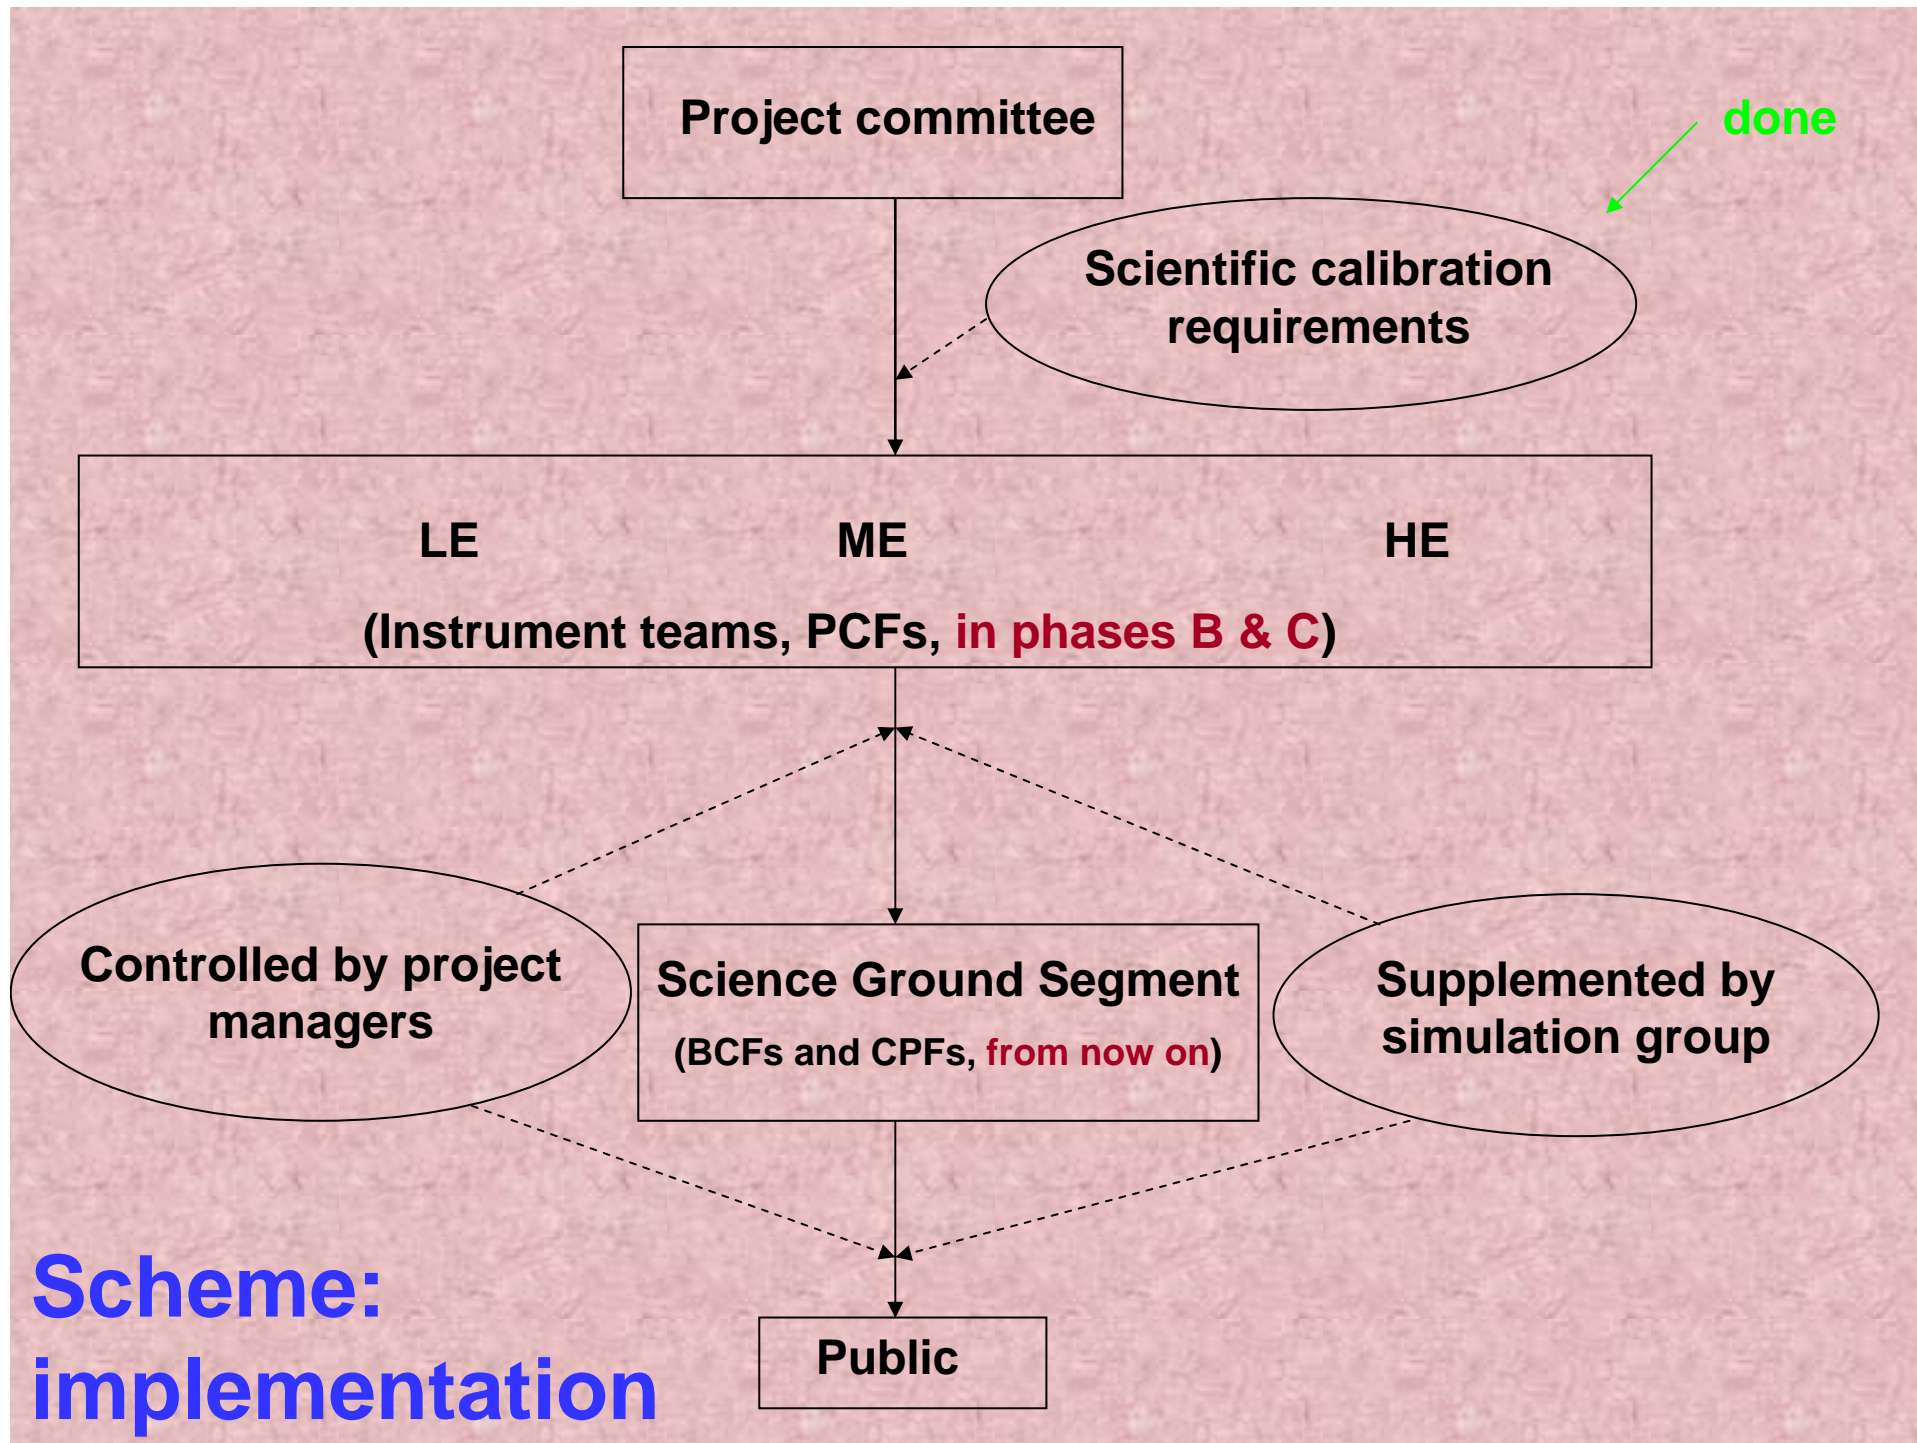 Project committee
done
Scientific calibration
requirements
LE ME HE
(Instrument teams, PCFs, in phases B & C)
Controlled by project
managers
Science Ground Segment
(BCFs and CPFs, from now on)
Supplemented by
simulation group
Scheme:
implementation
Public